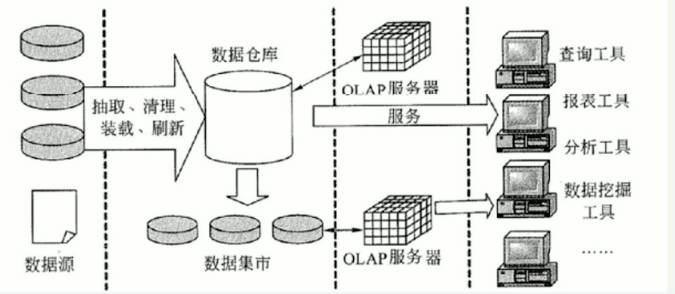 数据仓库
OLAP服务器
查询工具
抽取、清理、
装载、刷新
服务
报表工具
分析工具
数据挖掘
工具
数据源
数据集市
OLAP服务器
……